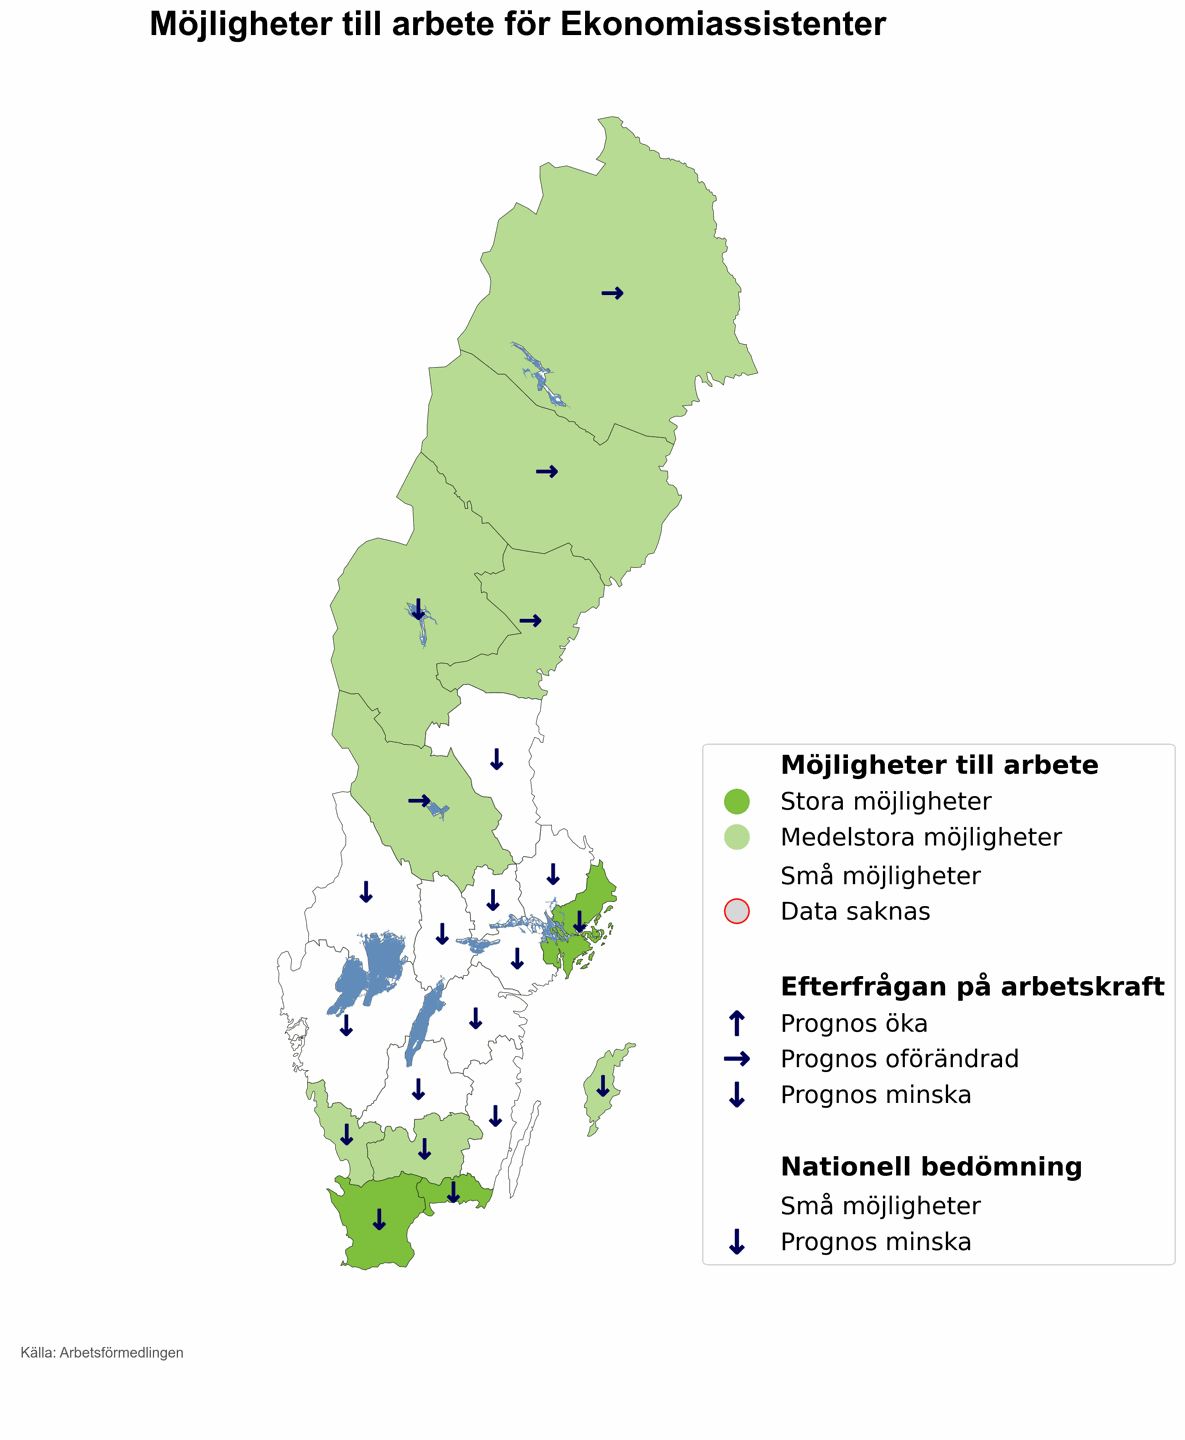 Möjligheter till arbete för Ekonomiassistenter
Möjligheter till arbete
Stora möjligheter
Medelstora möjligheter
Små möjligheter
Data saknas
Efterfrågan på arbetskraft
Prognos öka
Prognos oförändrad
Prognos minska
Nationell bedömning
Små möjligheter
Prognos minska
Källa: Arbetsförmedlingen